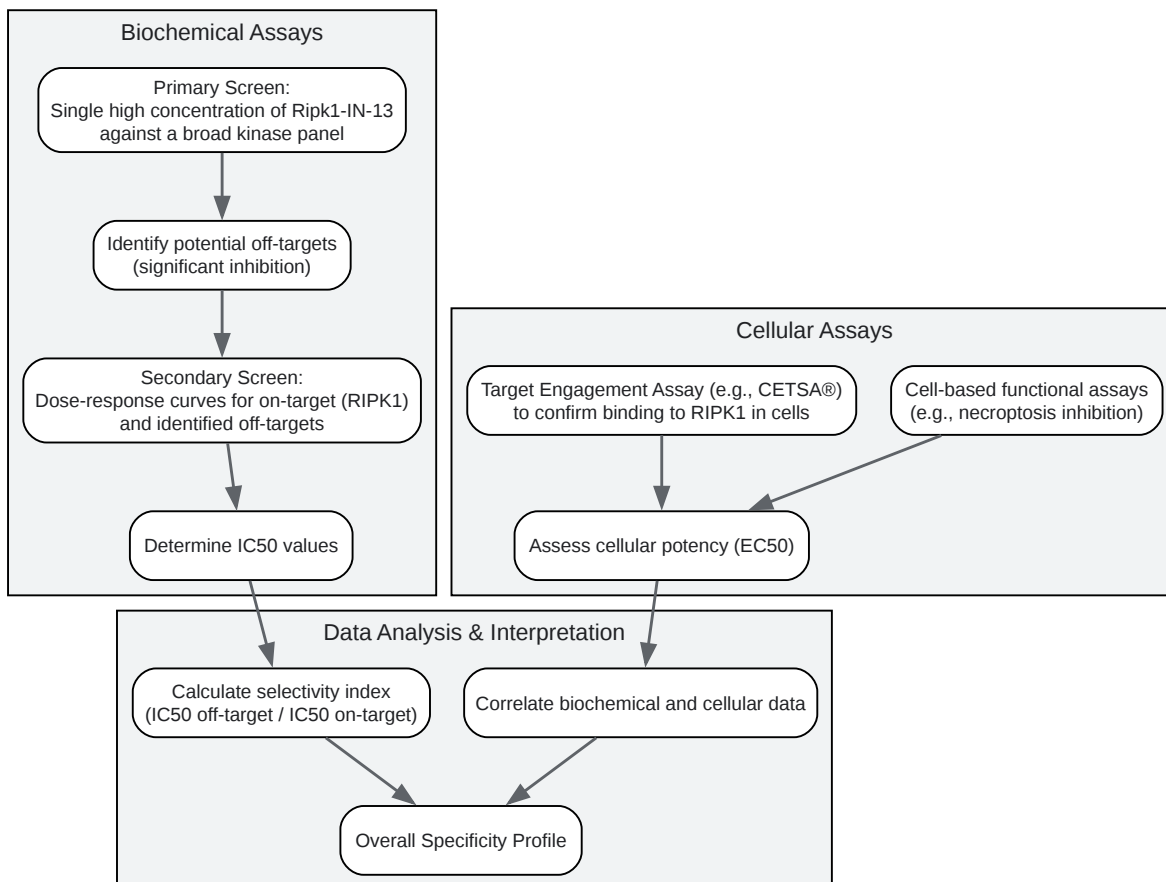 Biochemical Assays
Primary Screen:
Single high concentration of Ripk1-IN-13
against a broad kinase panel
Identify potential off-targets
(significant inhibition)
Secondary Screen:
Dose-response curves for on-target (RIPK1)
and identified off-targets
Determine IC50 values
Cellular Assays
Target Engagement Assay (e.g., CETSA®)
to confirm binding to RIPK1 in cells
Cell-based functional assays
(e.g., necroptosis inhibition)
Assess cellular potency (EC50)
Data Analysis & Interpretation
Calculate selectivity index
(IC50 off-target / IC50 on-target)
Correlate biochemical and cellular data
Overall Specificity Profile